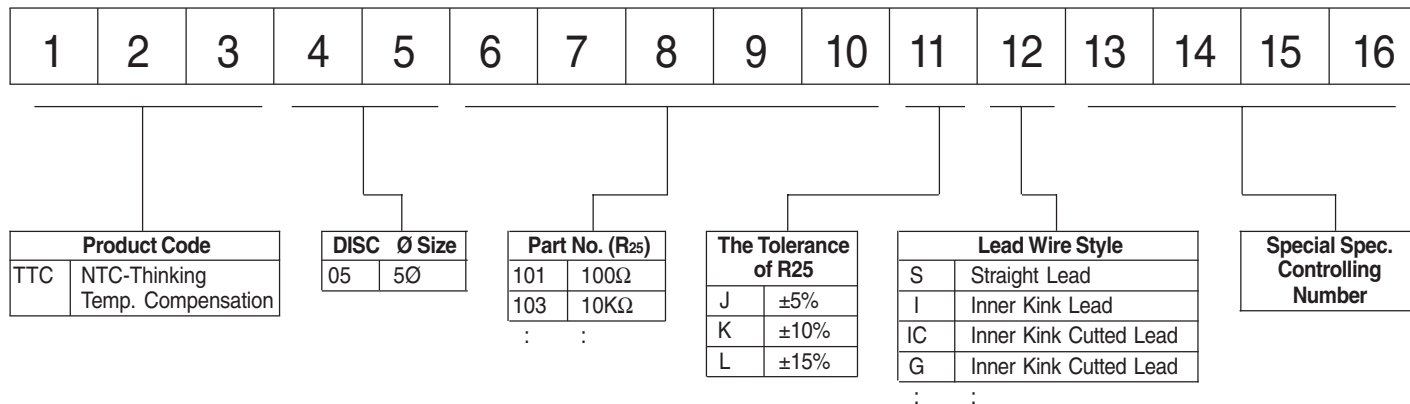 1 2 3 4 5 6 7 8 9 10 11 12 13 14 15 16
Product Code
TTC NTC-Thinking
Temp. Compensation
DISC Ø Size
05 5Ø
Part No. (R25)
101 100Ω
103 10KΩ
: :
The Tolerance
of R25
J ±5%
K ±10%
L ±15%
Lead Wire Style
S Straight Lead
I Inner Kink Lead
IC Inner Kink Cutted Lead
G Inner Kink Cutted Lead
: :
Special Spec.
Controlling
Number